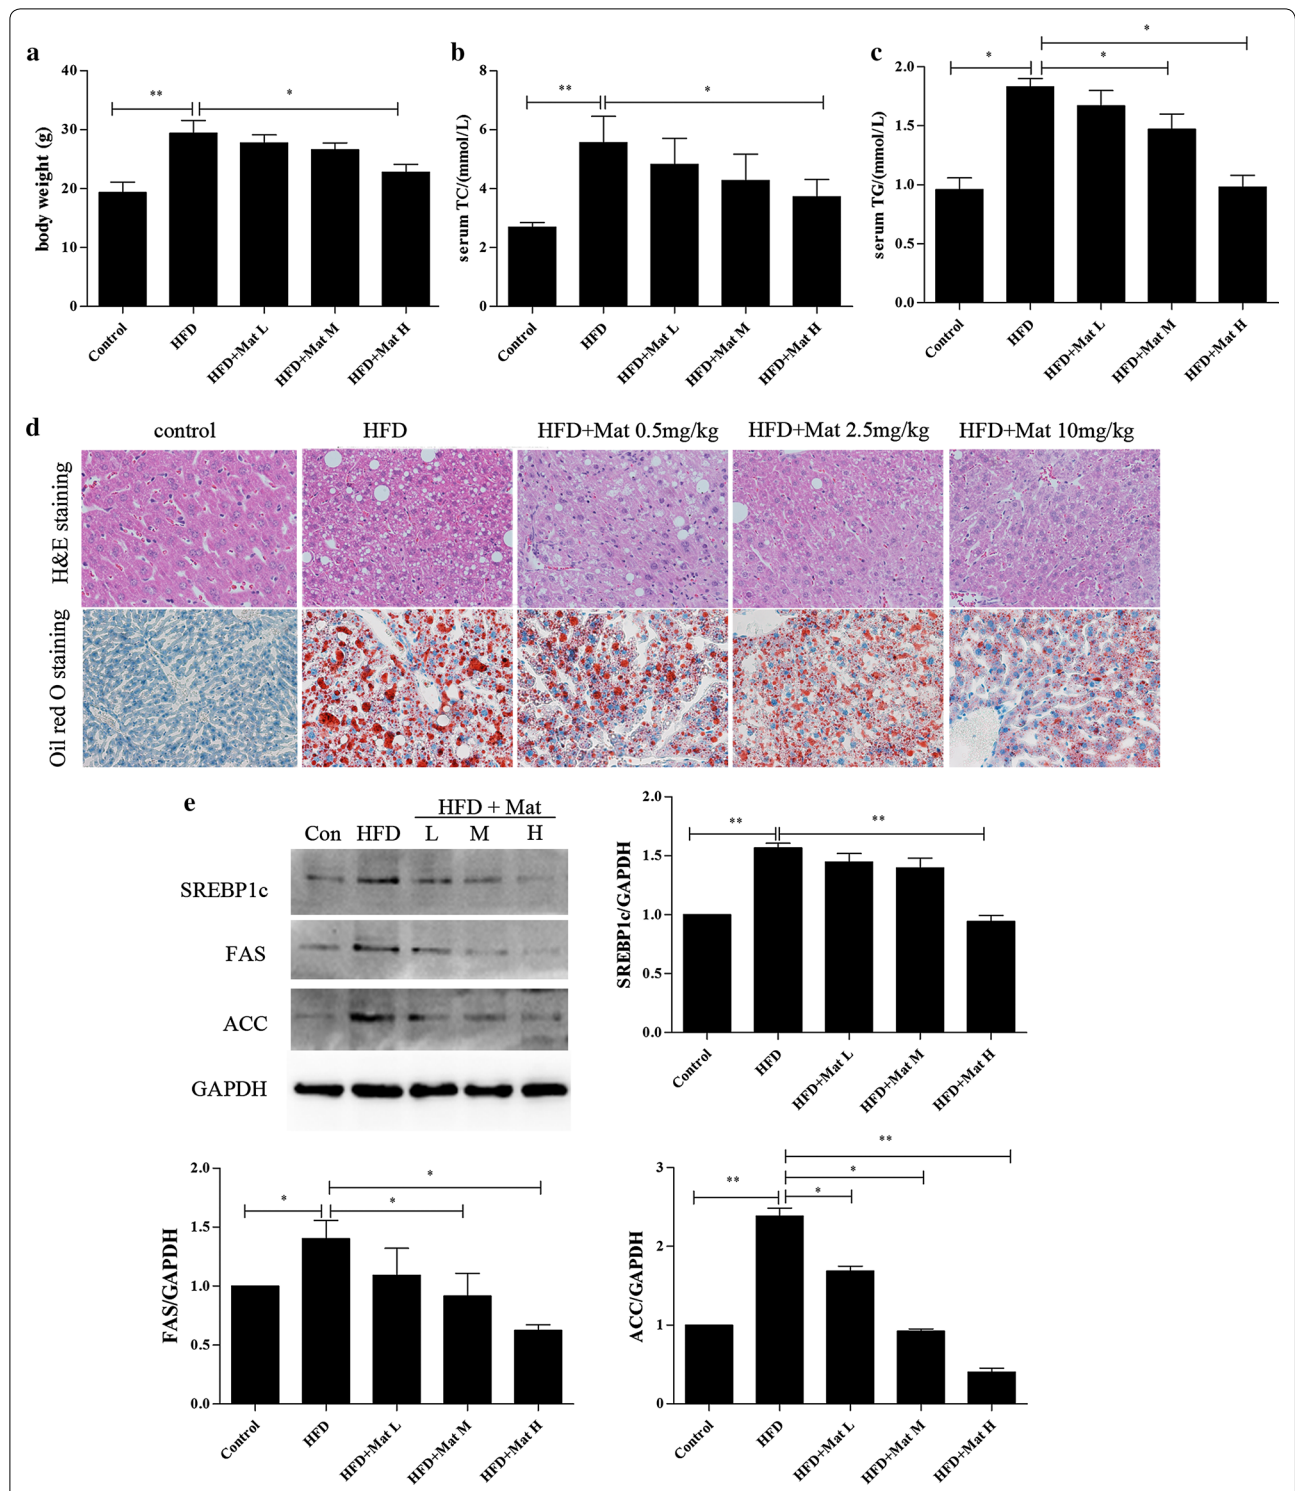 a
body weight (g)
40
30
20
10
0
**
*
Control
HFD
HFD+Mat L
HFD+Mat M
HFD+Mat H
b
serum TC/(mmol/L)
8
6
4
2
0
**
*
Control
HFD
HFD+Mat L
HFD+Mat M
HFD+Mat H
c
serum TG/(mmol/L)
2.0
1.5
1.0
0.5
0.0
*
*
*
Control
HFD
HFD+Mat L
HFD+Mat M
HFD+Mat H
d
control
HFD
HFD+Mat 0.5mg/kg
HFD+Mat 2.5mg/kg
HFD+Mat 10mg/kg
H&E staining
Oil red O staining
e
HFD + Mat
Con HFD L M H
SREBP1c
FAS
ACC
GAPDH
SREBP1c/GAPDH
2.0
1.5
1.0
0.5
0.0
**
**
Control
HFD
HFD+Mat L
HFD+Mat M
HFD+Mat H
FAS/GAPDH
2.0
1.5
1.0
0.5
0.0
*
*
*
Control
HFD
HFD+Mat L
HFD+Mat M
HFD+Mat H
ACC/GAPDH
3
2
1
0
**
*
*
**
Control
HFD
HFD+Mat L
HFD+Mat M
HFD+Mat H